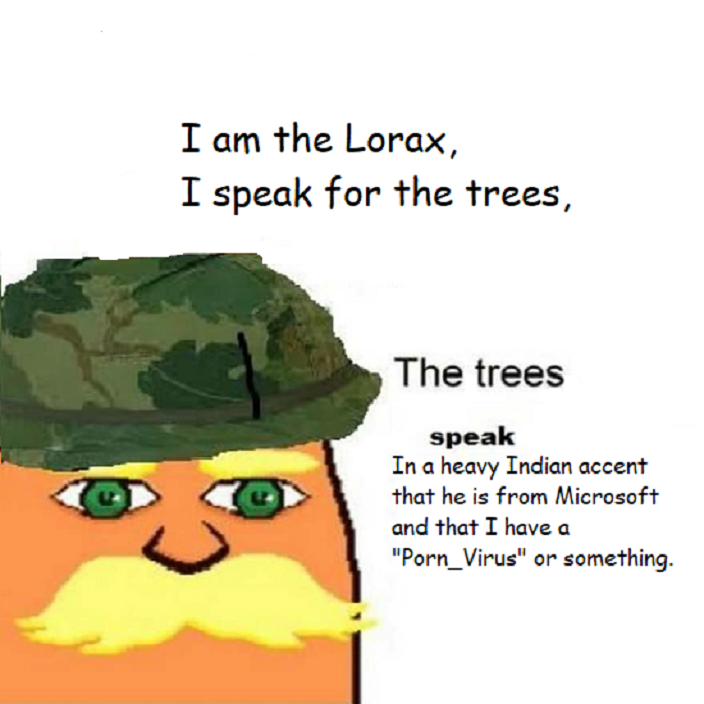 I am the Lorax,
I speak for the trees,
The trees
speak
In a heavy Indian accent
that he is from Microsoft
and that I have a
"Porn_Virus" or something.